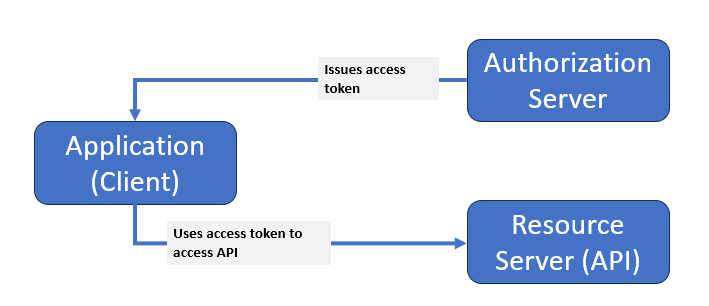 Authorization
Server
Issues access
token
Application
(Client)
Uses access token to
access API
Resource
Server (API)